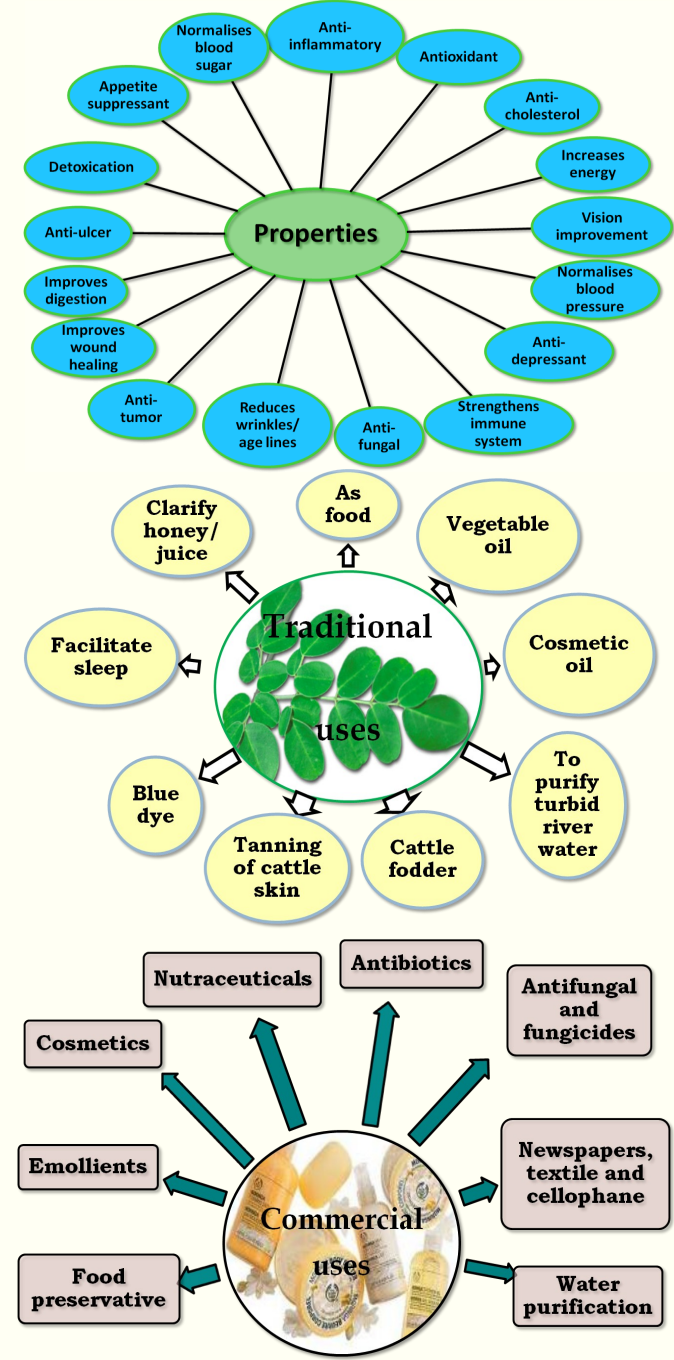 Normalises
blood
sugar
Anti-
inflammatory
Antioxidant
Appetite
suppressant
Anti-
cholesterol
Detoxication
Increases
energy
Properties
Anti-ulcer
Vision
improvement
Improves
digestion
Normalises
blood
pressure
Improves
wound
healing
Anti-
depressant
Anti-
tumor
Reduces
wrinkles/
age lines
Anti-
fungal
Strengthens
immune
system
As
food
Clarify
honey/
juice
Vegetable
oil
Traditional
uses
Facilitate
sleep
Cosmetic
oil
Blue
dye
To
purify
turbid
river
water
Tanning
of cattle
skin
Cattle
fodder
Nutraceuticals
Antibiotics
Antifungal
and
fungicides
Cosmetics
Emollients
Newspapers,
textile and
cellophane
Commercial
uses
Food
preservative
Water
purification